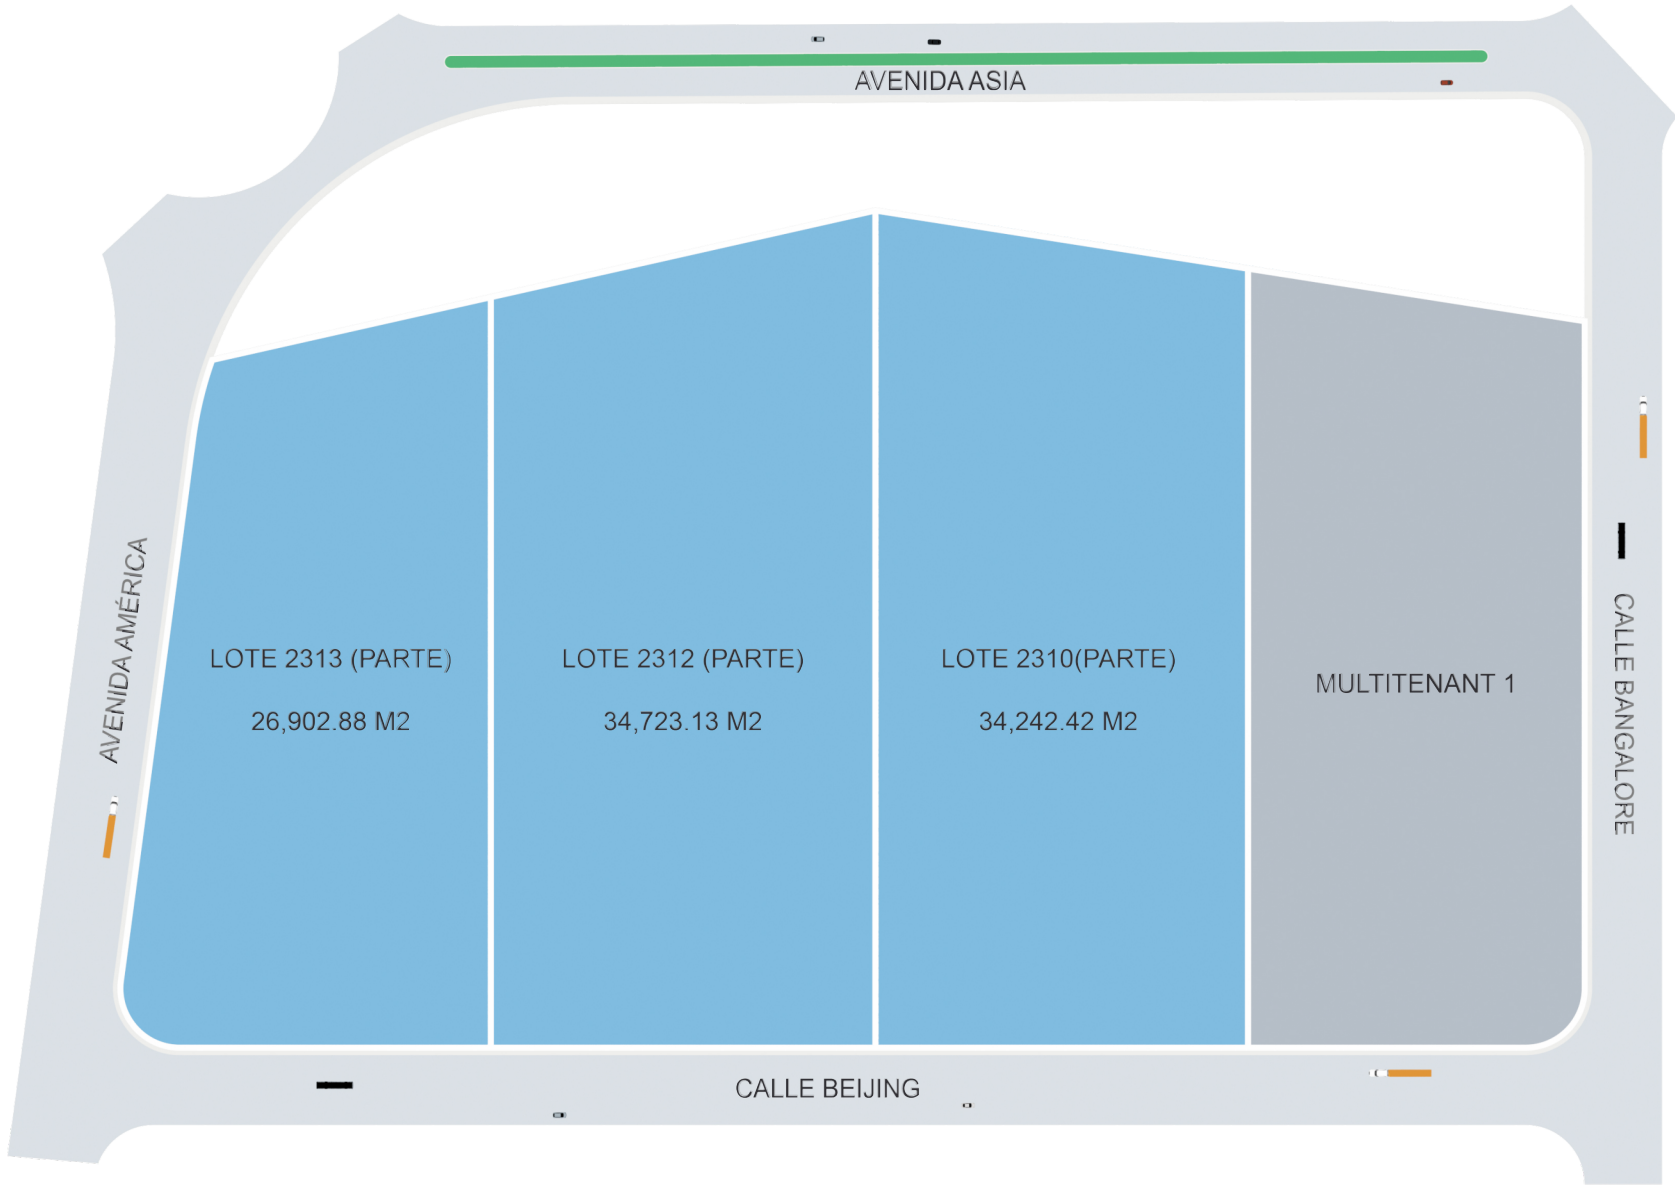 AVENIDA ASIA
AVENIDA AMÉRICA
LOTE 2313 (PARTE)
26,902.88 M2
LOTE 2312 (PARTE)
34,723.13 M2
LOTE 2310(PARTE)
34,242.42 M2
MULTITENANT 1
CALLE BANGALORE
CALLE BEIJING